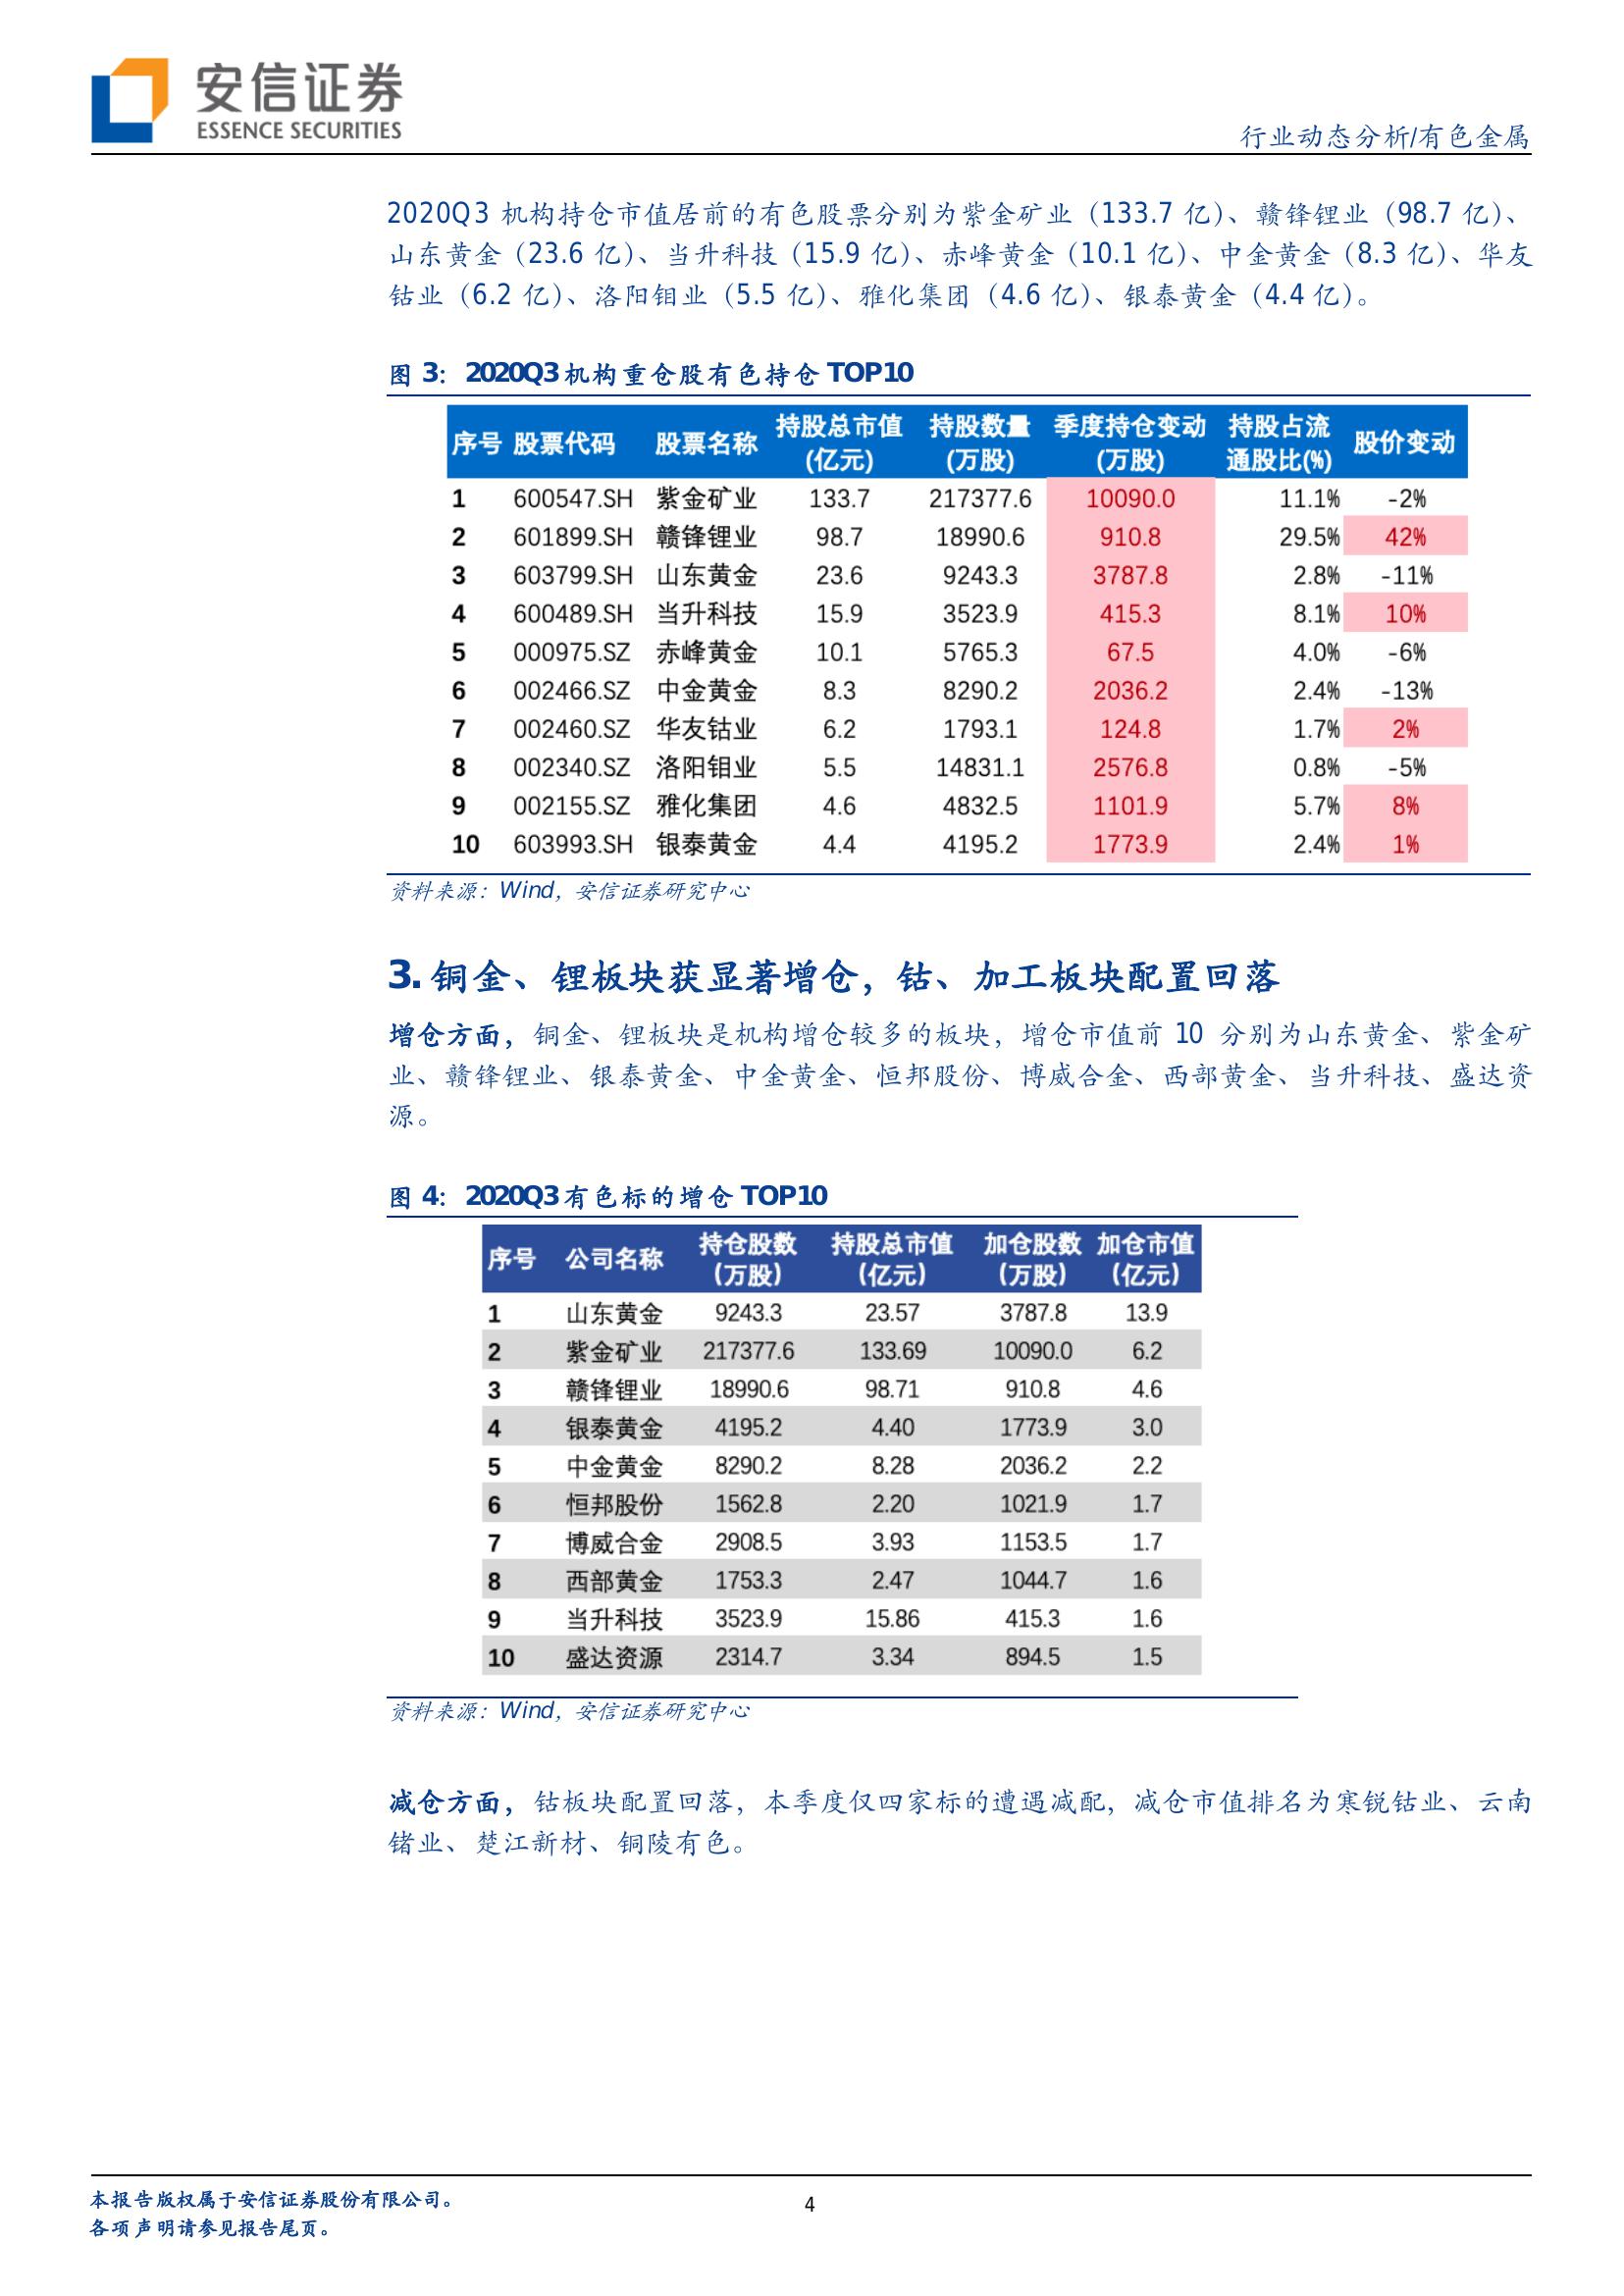 安信证券
ESSENCE SECURITIES
行业动态分析/有色金属
2020Q3 机构持仓市值居前的有色股票分别为紫金矿业（133.7 亿）、赣锋锂业（98.7 亿）、
山东黄金（23.6 亿）、当升科技（15.9 亿）、赤峰黄金（10.1 亿）、中金黄金（8.3 亿）、华友
钴业（6.2 亿）、洛阳钼业（5.5 亿）、雅化集团（4.6 亿）、银泰黄金（4.4 亿）。
图 3：2020Q3 机构重仓股有色持仓 TOP10
序号 股票代码 股票名称 持股总市值(亿元) 持股数量(万股) 季度持仓变动(万股) 持股占流通股比(%) 股价变动
1 600547.SH 紫金矿业 133.7 217377.6 10090.0 11.1% -2%
2 601899.SH 赣锋锂业 98.7 18990.6 910.8 29.5% 42%
3 603799.SH 山东黄金 23.6 9243.3 3787.8 2.8% -11%
4 600489.SH 当升科技 15.9 3523.9 415.3 8.1% 10%
5 000975.SZ 赤峰黄金 10.1 5765.3 67.5 4.0% -6%
6 002466.SZ 中金黄金 8.3 8290.2 2036.2 2.4% -13%
7 002460.SZ 华友钴业 6.2 1793.1 124.8 1.7% 2%
8 002340.SZ 洛阳钼业 5.5 14831.1 2576.8 0.8% -5%
9 002155.SZ 雅化集团 4.6 4832.5 1101.9 5.7% 8%
10 603993.SH 银泰黄金 4.4 4195.2 1773.9 2.4% 1%
资料来源：Wind，安信证券研究中心
3. 铜金、锂板块获显著增仓，钴、加工板块配置回落
增仓方面，铜金、锂板块是机构增仓较多的板块，增仓市值前 10 分别为山东黄金、紫金矿
业、赣锋锂业、银泰黄金、中金黄金、恒邦股份、博威合金、西部黄金、当升科技、盛达资
源。
图 4：2020Q3 有色标的增仓 TOP10
序号 公司名称 持仓股数（万股） 持股总市值（亿元） 加仓股数（万股） 加仓市值（亿元）
1 山东黄金 9243.3 23.57 3787.8 13.9
2 紫金矿业 217377.6 133.69 10090.0 6.2
3 赣锋锂业 18990.6 98.71 910.8 4.6
4 银泰黄金 4195.2 4.40 1773.9 3.0
5 中金黄金 8290.2 8.28 2036.2 2.2
6 恒邦股份 1562.8 2.20 1021.9 1.7
7 博威合金 2908.5 3.93 1153.5 1.7
8 西部黄金 1753.3 2.47 1044.7 1.6
9 当升科技 3523.9 15.86 415.3 1.6
10 盛达资源 2314.7 3.34 894.5 1.5
资料来源：Wind，安信证券研究中心
减仓方面，钴板块配置回落，本季度仅四家标的遭遇减配，减仓市值排名为寒锐钴业、云南
锗业、楚江新材、铜陵有色。
本报告版权属于安信证券股份有限公司。
各项声明请参见报告尾页。
4